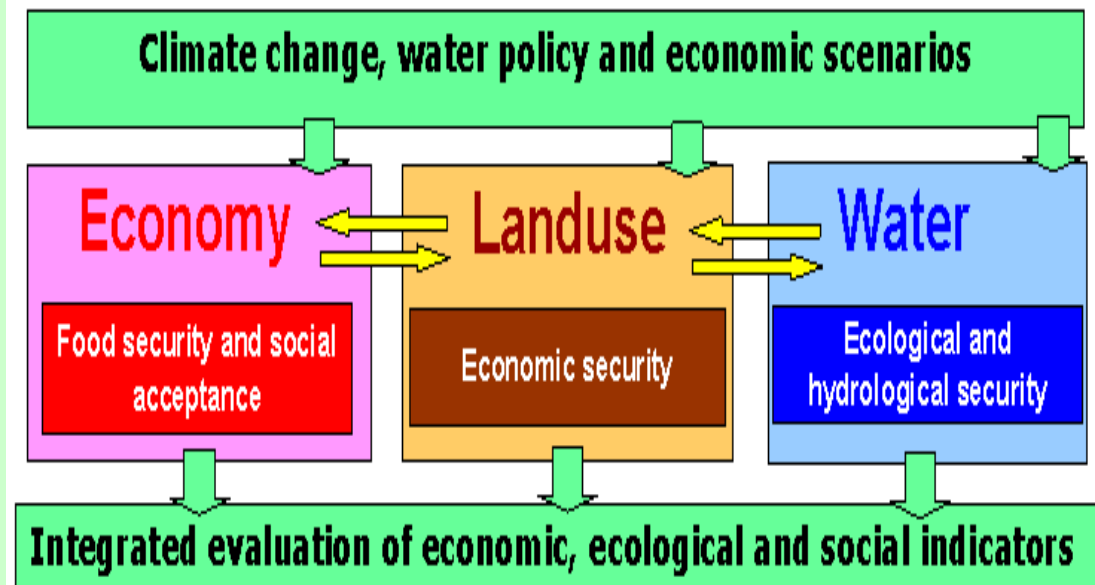 Climate change, water policy and economic scenarios
Economy
Landuse
Water
Food security and social
acceptance
Economic security
Ecological and
hydrological security
Integrated evaluation of economic, ecological and social indicators